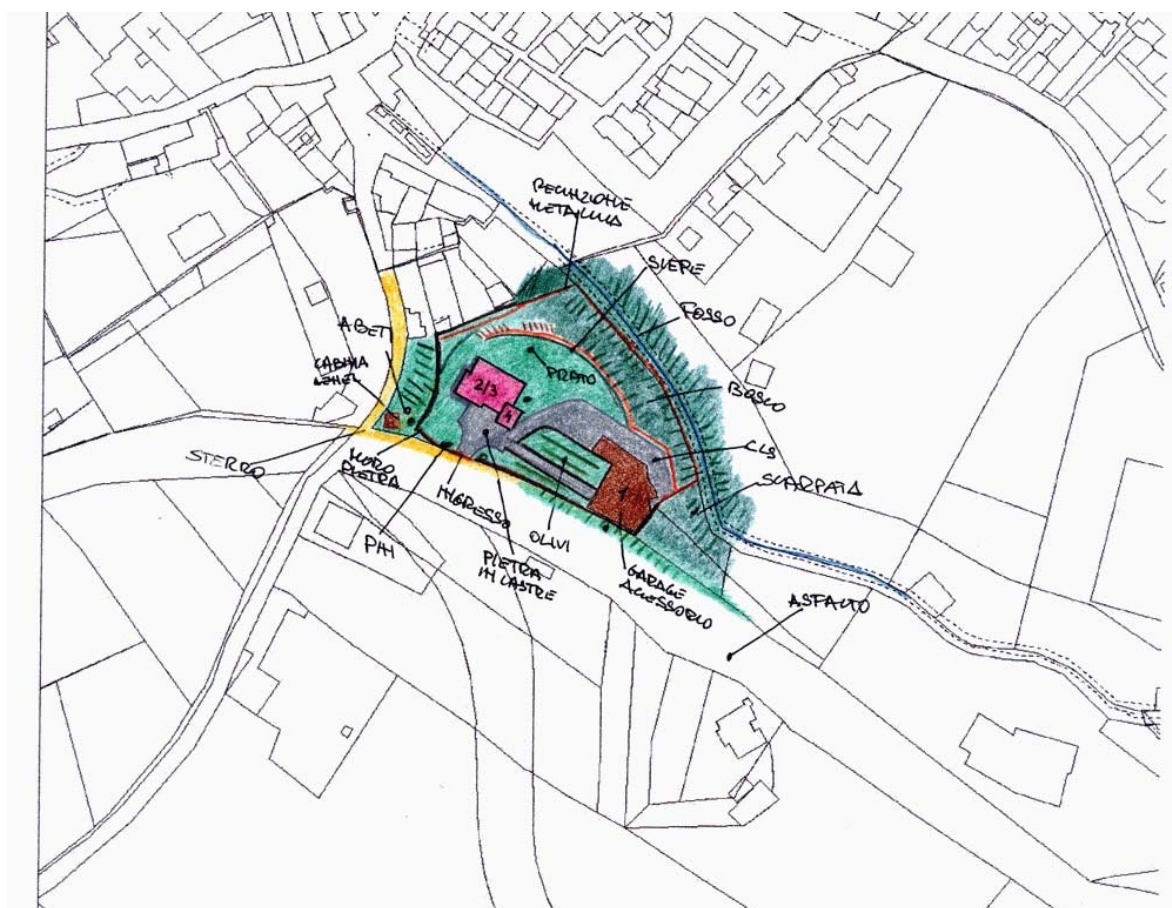 RECINZIONE
METALLICA
SIEPE
FOSSO
ABETI
CABINA
ENEL
PRATO
2/3
4
BOSCO
CLS
STERRO
MURO
PIETRA
SCARPATA
INGRESSO
1
PINI
OLIVI
PIETRA
IN LASTRE
GARAGE
ACCESSORIO
ASFALTO